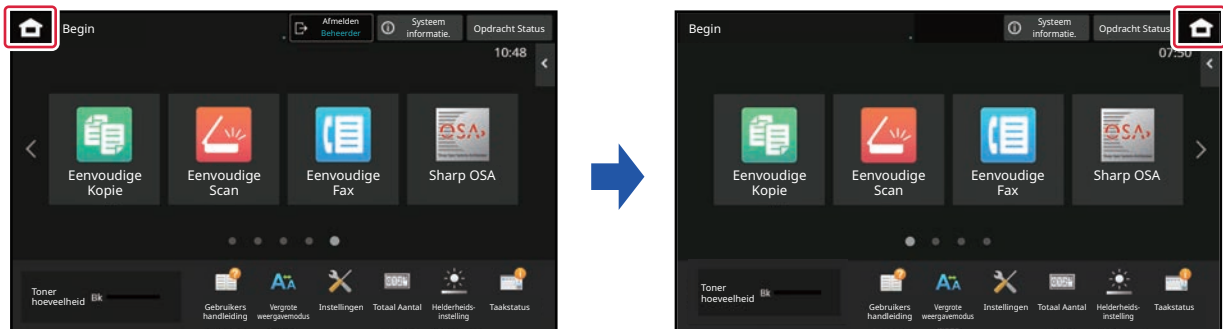 Begin
Afmelden
Beheerder
Systeem
informatie.
Opdracht Status
10:48
OSA
Eenvoudige
Kopie
Eenvoudige
Scan
Eenvoudige
Fax
Sharp OSA
Toner
hoeveelheid
Bk
Gebruikers
handleiding
Vergrote
weergavemodus
Instellingen
Totaal Aantal
Helderheids-
instelling
Taakstatus
Begin
Systeem
informatie.
Opdracht Status
07:50
OSA
Eenvoudige
Kopie
Eenvoudige
Scan
Eenvoudige
Fax
Sharp OSA
Toner
hoeveelheid
Bk
Gebruikers
handleiding
Vergrote
weergavemodus
Instellingen
Totaal Aantal
Helderheids-
instelling
Taakstatus